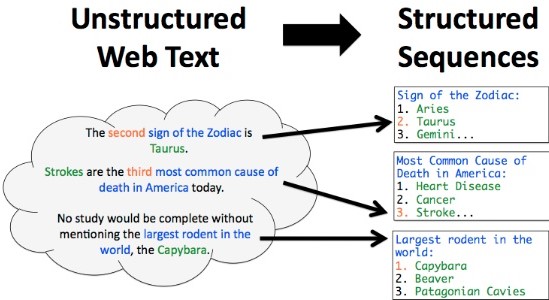 Unstructured
Web Text
Structured
Sequences
The second sign of the Zodiac is
Taurus.
Strokes are the third most common cause of
death in America today.
No study would be complete without
mentioning the largest rodent in the
world, the Capybara.
Sign of the Zodiac:
1. Aries
2. Taurus
3. Gemini...
Most Common Cause of
Death in America:
1. Heart Disease
2. Cancer
3. Stroke...
Largest rodent in the
world:
1. Capybara
2. Beaver
3. Patagonian Cavies